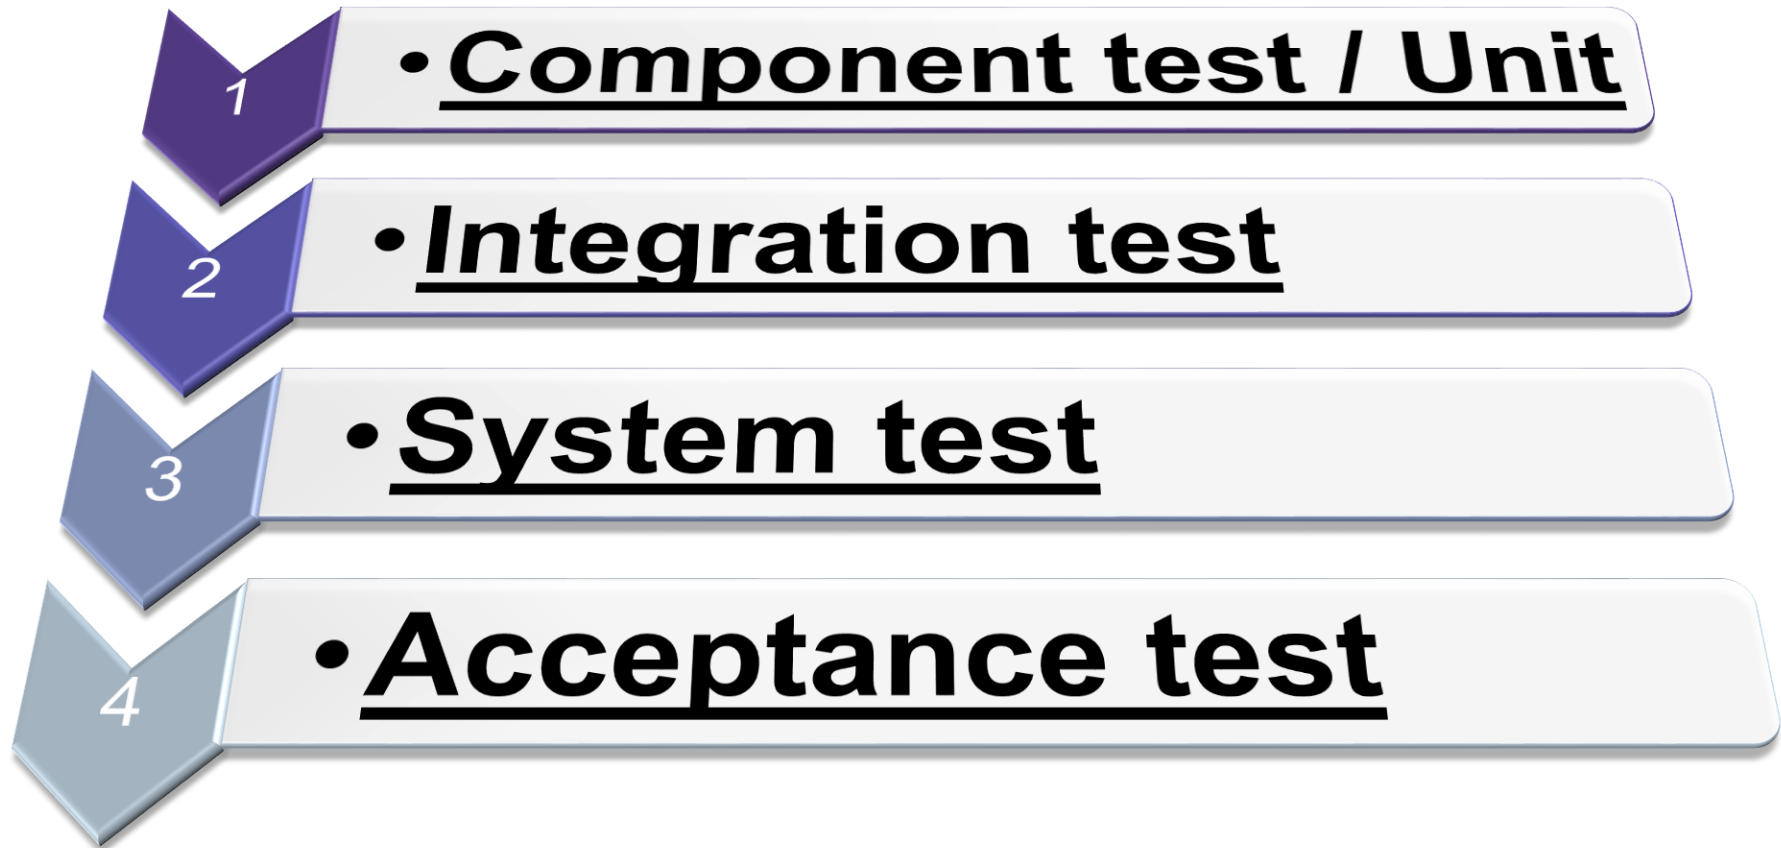 1
•Component test / Unit
2
•Integration test
3
•System test
4
•Acceptance test